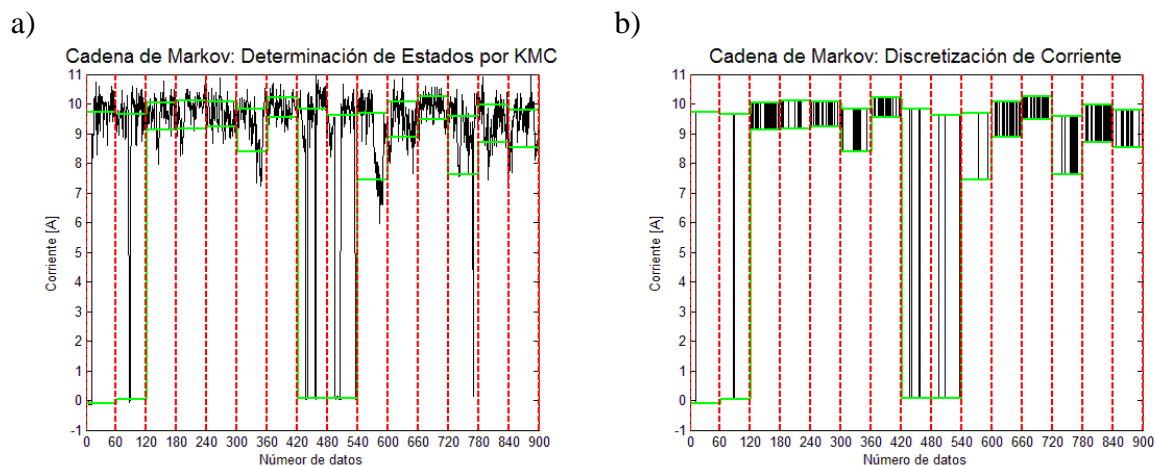 a)
b)
Cadena de Markov: Determinación de Estados por KMC
Cadena de Markov: Discretización de Corriente
11
10
9
8
7
6
5
4
3
2
1
0
-1
Corriente [A]
0 60 120 180 240 300 360 420 480 540 600 660 720 780 840 900
Númeor de datos
11
10
9
8
7
6
5
4
3
2
1
0
-1
Corriente [A]
0 60 120 180 240 300 360 420 480 540 600 660 720 780 840 900
Número de datos